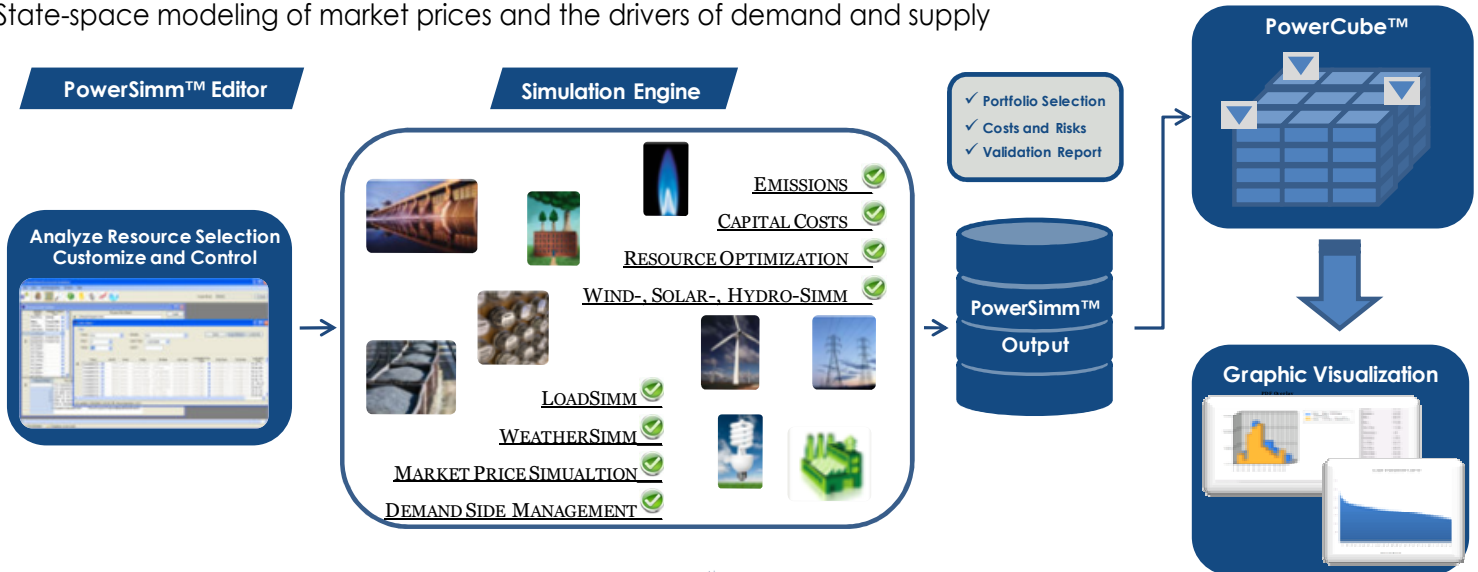 State-space modeling of market prices and the drivers of demand and supply
PowerSimm™ Editor
Analyze Resource Selection
Customize and Control
Simulation Engine
EMISSIONS
CAPITAL COSTS
RESOURCE OPTIMIZATION
WIND-, SOLAR-, HYDRO-SIMM
LOADSIMM
WEATHERSIMM
MARKET PRICE SIMUALTION
DEMAND SIDE MANAGEMENT
✓ Portfolio Selection
✓ Costs and Risks
✓ Validation Report
PowerSimm™
Output
PowerCube™
Graphic Visualization